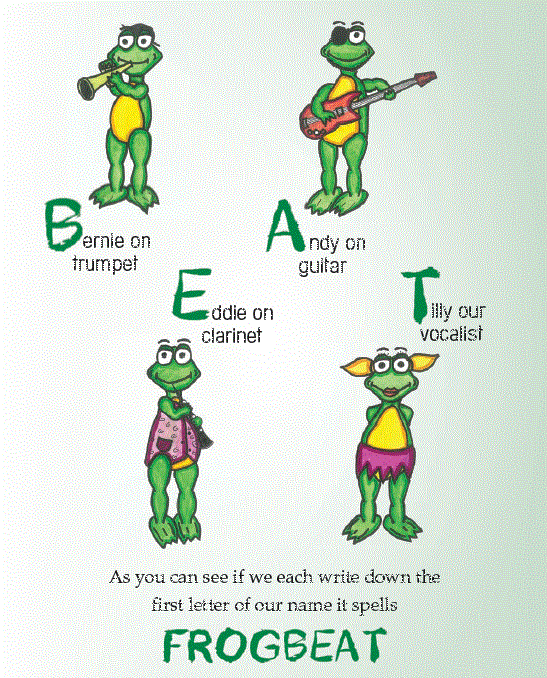 Bernie on
trumpet
Andy on
guitar
Eddie on
clarinet
Tilly our
vocalist
As you can see if we each write down the
first letter of our name it spells
FROGBEAT